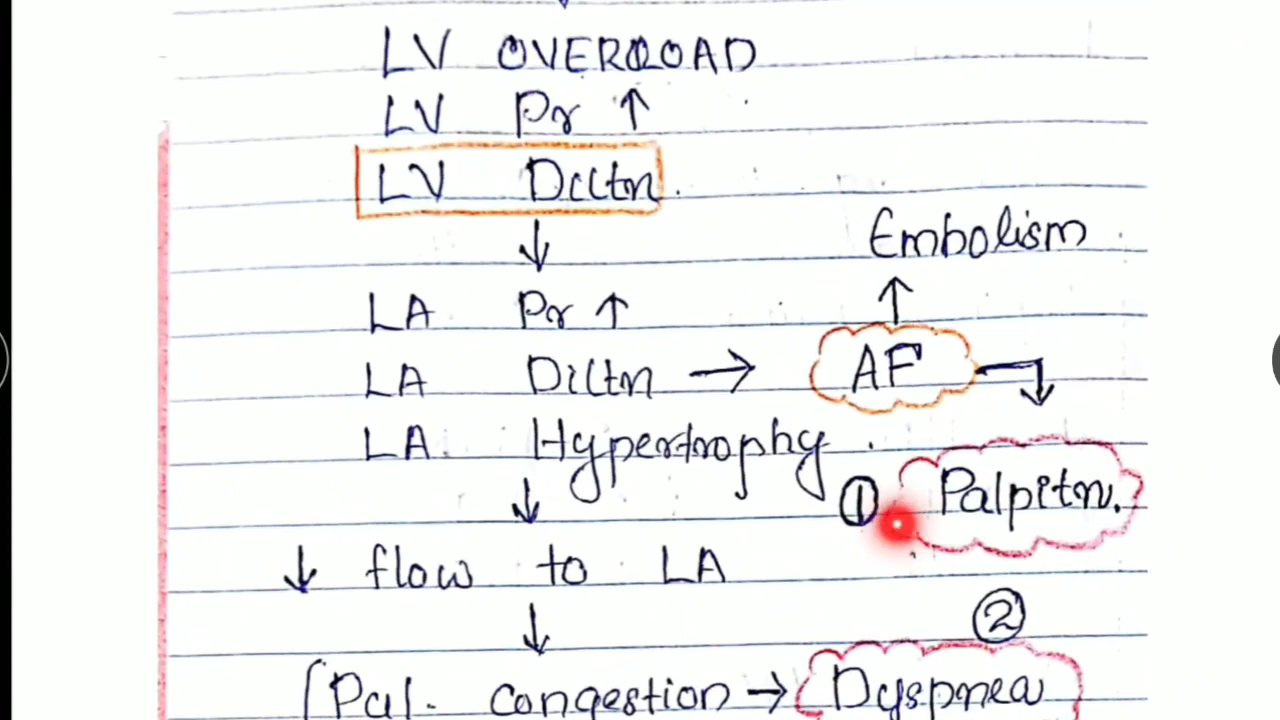 LV OVERLOAD
LV Pr ↑
LV Diltn.
↓
Embolism
↑
LA Pr ↑
LA Diltn → AF
LA Hypertrophy
↓
① Palpitn.
↓ flow to LA
↓
②
(Pul. congestion → Dyspnea